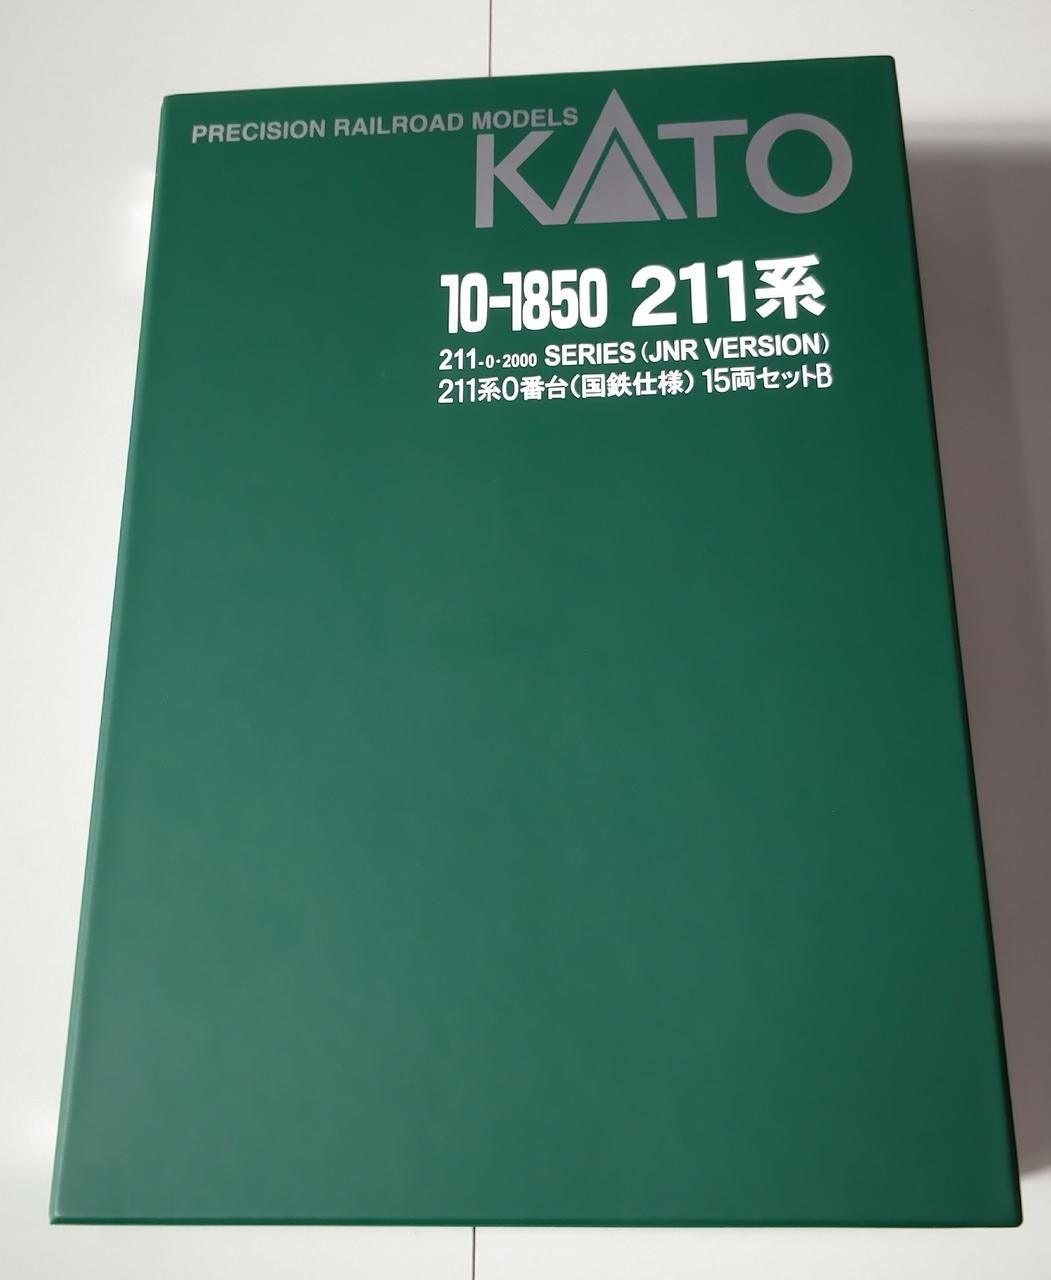 PRECISION RAILROAD MODELS
KATO
10-1850 211系
211-0・2000 SERIES (JNR VERSION)
211系0番台(国鉄仕様) 15両セットB